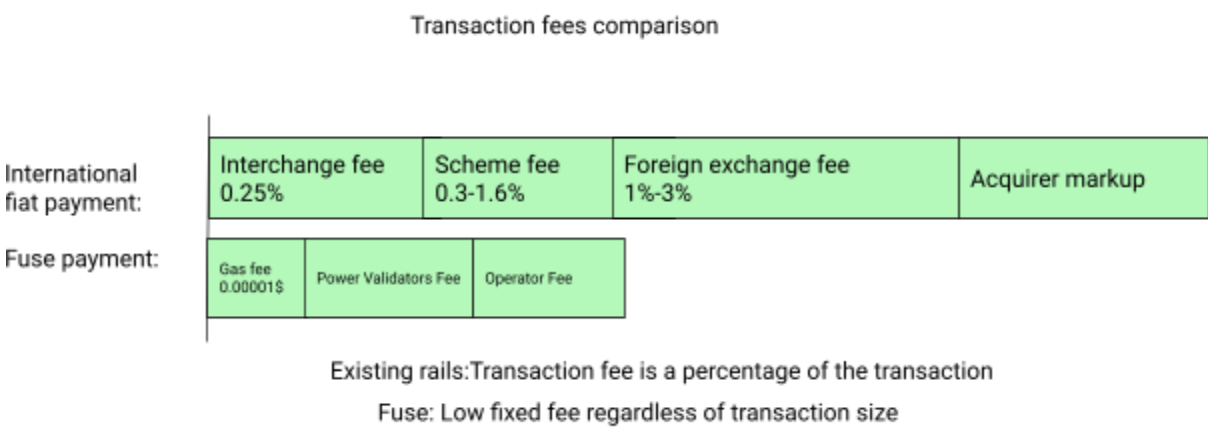 Transaction fees comparison
International
fiat payment:
Interchange fee
0.25%
Scheme fee
0.3-1.6%
Foreign exchange fee
1%-3%
Acquirer markup
Fuse payment:
Gas fee
0.00001$
Power Validators Fee
Operator Fee
Existing rails:Transaction fee is a percentage of the transaction
Fuse: Low fixed fee regardless of transaction size